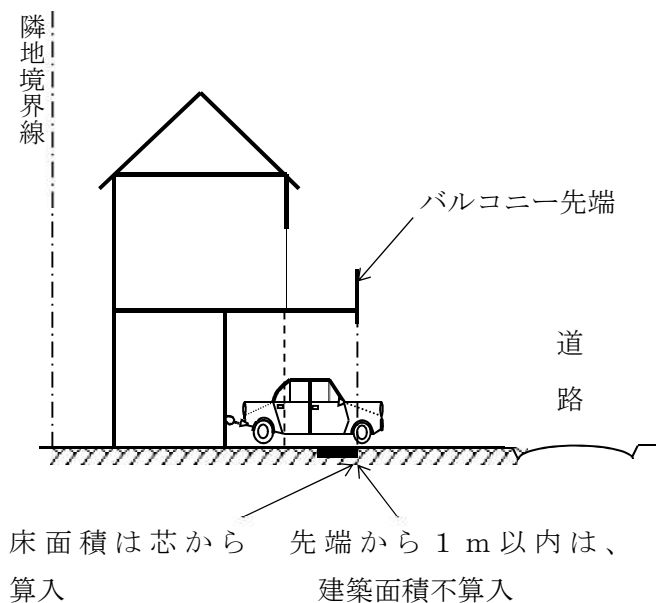 隣地境界線
バルコニー先端
道
路
床面積は芯から
算入
先端から１ｍ以内は、
建築面積不算入